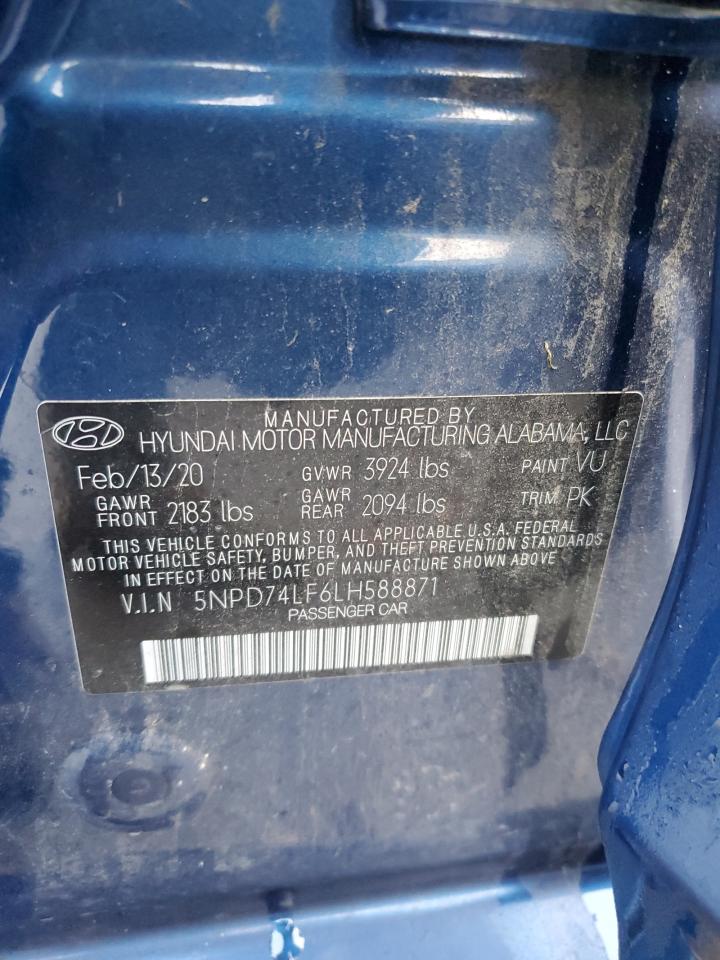 MANUFACTURED BY
HYUNDAI MOTOR MANUFACTURING ALABAMA, LLC
Feb/13/20 GVWR 3924 lbs PAINT VU
GAWR FRONT 2183 lbs GAWR REAR 2094 lbs TRIM PK
THIS VEHICLE CONFORMS TO ALL APPLICABLE U.S.A. FEDERAL
MOTOR VEHICLE SAFETY, BUMPER, AND THEFT PREVENTION STANDARDS
IN EFFECT ON THE DATE OF MANUFACTURE SHOWN ABOVE
V.I.N 5NPD74LF6LH588871
PASSENGER CAR